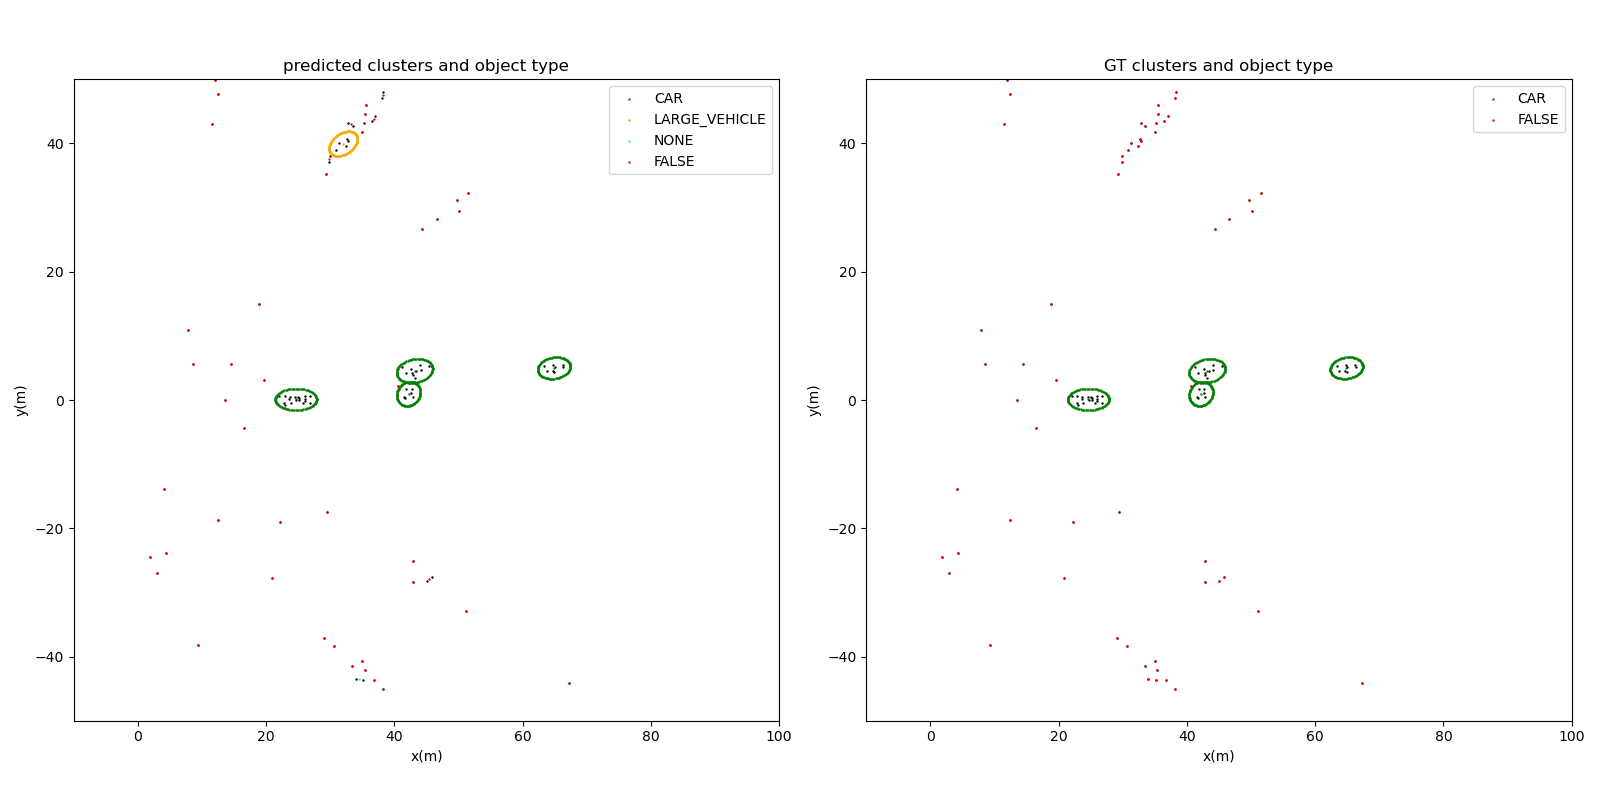 predicted clusters and object type
CAR
LARGE_VEHICLE
NONE
FALSE
40
20
0
−20
−40
y(m)
0
20
40
60
80
100
x(m)
GT clusters and object type
CAR
FALSE
40
20
0
−20
−40
y(m)
0
20
40
60
80
100
x(m)